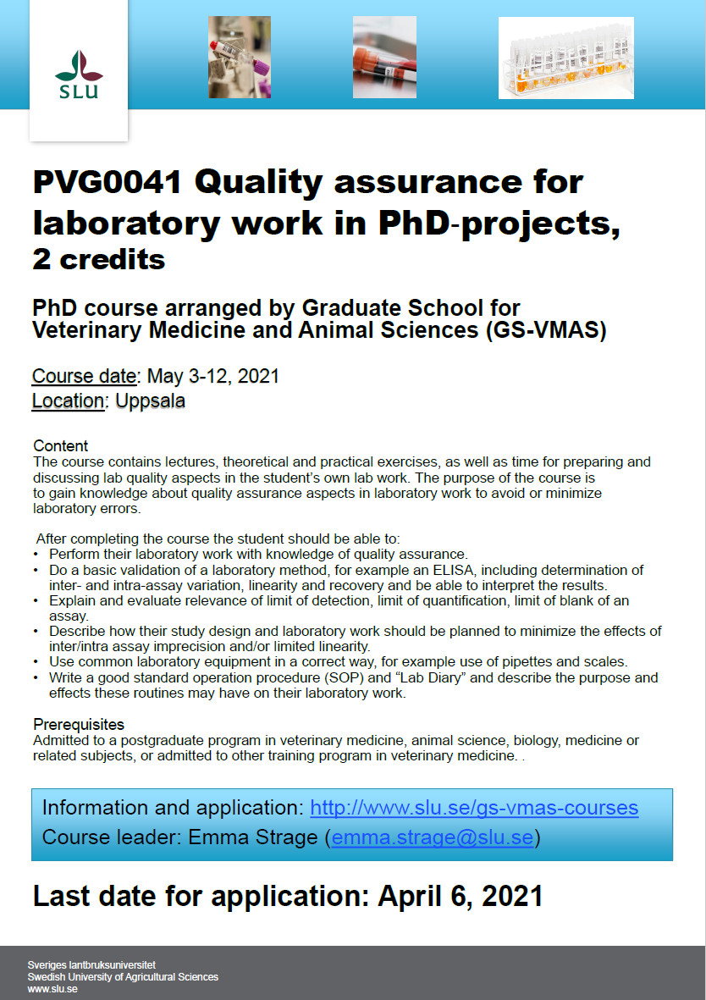 SLU
PVG0041 Quality assurance for
laboratory work in PhD-projects,
2 credits
PhD course arranged by Graduate School for
Veterinary Medicine and Animal Sciences (GS-VMAS)
Course date: May 3-12, 2021
Location: Uppsala
Content
The course contains lectures, theoretical and practical exercises, as well as time for preparing and
discussing lab quality aspects in the student’s own lab work. The purpose of the course is
to gain knowledge about quality assurance aspects in laboratory work to avoid or minimize
laboratory errors.
After completing the course the student should be able to:
• Perform their laboratory work with knowledge of quality assurance.
• Do a basic validation of a laboratory method, for example an ELISA, including determination of
inter- and intra-assay variation, linearity and recovery and be able to interpret the results.
• Explain and evaluate relevance of limit of detection, limit of quantification, limit of blank of an
assay.
• Describe how their study design and laboratory work should be planned to minimize the effects of
inter/intra assay imprecision and/or limited linearity.
• Use common laboratory equipment in a correct way, for example use of pipettes and scales.
• Write a good standard operation procedure (SOP) and “Lab Diary” and describe the purpose and
effects these routines may have on their laboratory work.
Prerequisites
Admitted to a postgraduate program in veterinary medicine, animal science, biology, medicine or
related subjects, or admitted to other training program in veterinary medicine. .
Information and application: http://www.slu.se/gs-vmas-courses
Course leader: Emma Strage (emma.strage@slu.se)
Last date for application: April 6, 2021
Sveriges lantbruksuniversitet
Swedish University of Agricultural Sciences
www.slu.se